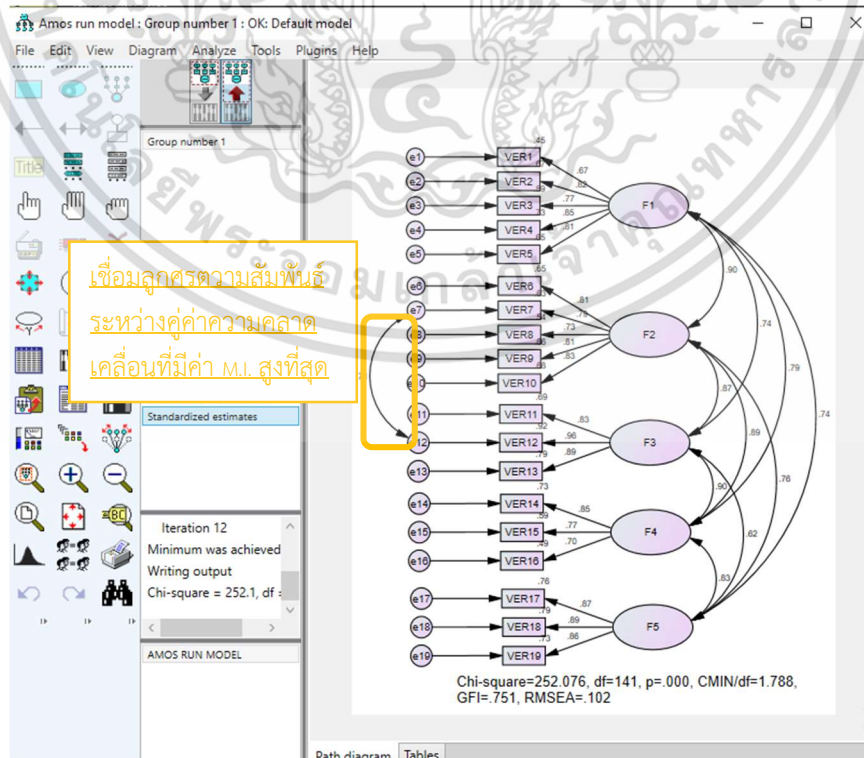 Amos run model : Group number 1 : OK: Default model
File Edit View Diagram Analyze Tools Plugins Help
Title
Group number 1
เชื่อมลูกศรความสัมพันธ์
ระหว่างคู่ค่าความคลาด
เคลื่อนที่มีค่า M.I. สูงที่สุด
Standardized estimates
Iteration 12
Minimum was achieved
Writing output
Chi-square = 252.1, df
AMOS RUN MODEL
e1 VER1 .45 .67
e2 VER2 .82
e3 VER3 .77 F1
e4 VER4 .85
e5 VER5 .81
e6 VER6 .65 .81
e7 VER7
VER8 .73 F2
VER9 .81
VER10 .83
VER11 .69 .83
VER12 .92 .96 F3
e13 VER13 .79 .89
e14 VER14 .73 .85
e15 VER15 .77 F4
e16 VER16 .49 .70
e17 VER17 .76 .87
e18 VER18 .79 .89 F5
e19 VER19 .73 .86
.90
.74
.79
.74
.87
.89
.76
.90
.62
.83
Chi-square=252.076, df=141, p=.000, CMIN/df=1.788,
GFI=.751, RMSEA=.102
Path diagram Tables